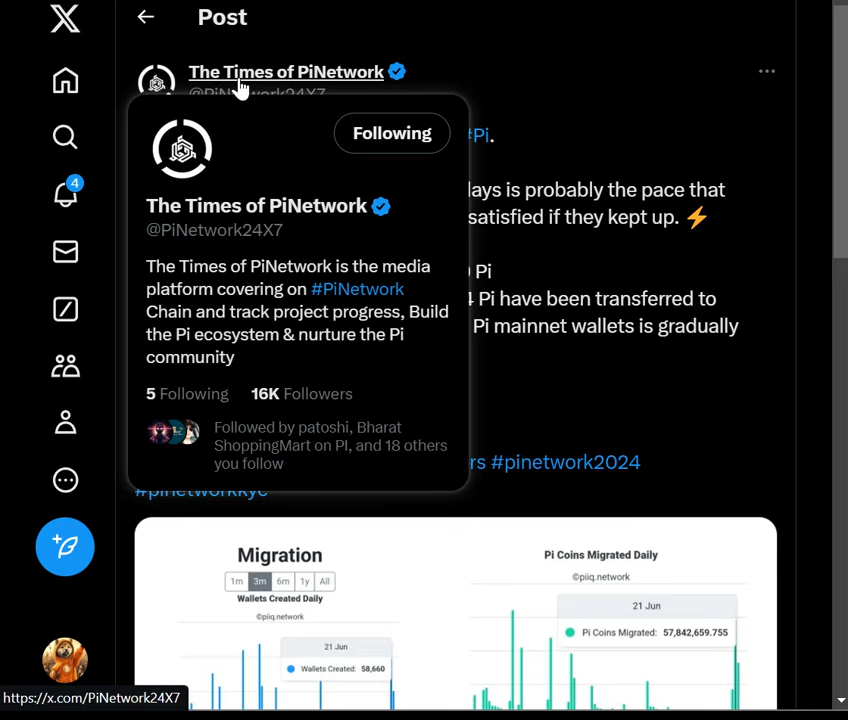 Post
The Times of PiNetwork
Following
#Pi.
The Times of PiNetwork
@PiNetwork24X7
days is probably the pace that
satisfied if they kept up. ⚡
The Times of PiNetwork is the media
platform covering on #PiNetwork
Chain and track project progress, Build
the Pi ecosystem & nurture the Pi
community
Pi
Pi have been transferred to
Pi mainnet wallets is gradually
5 Following 16K Followers
Followed by patoshi, Bharat
ShoppingMart on PI, and 18 others
you follow
rs #pinetwork2024
#pinetworkkyc
4
Migration
1m 3m 6m 1y All
Wallets Created Daily
©piiq.network
21 Jun
Wallets Created: 58,660
Pi Coins Migrated Daily
©piiq.network
21 Jun
Pi Coins Migrated: 57,842,659.755
https://x.com/PiNetwork24X7